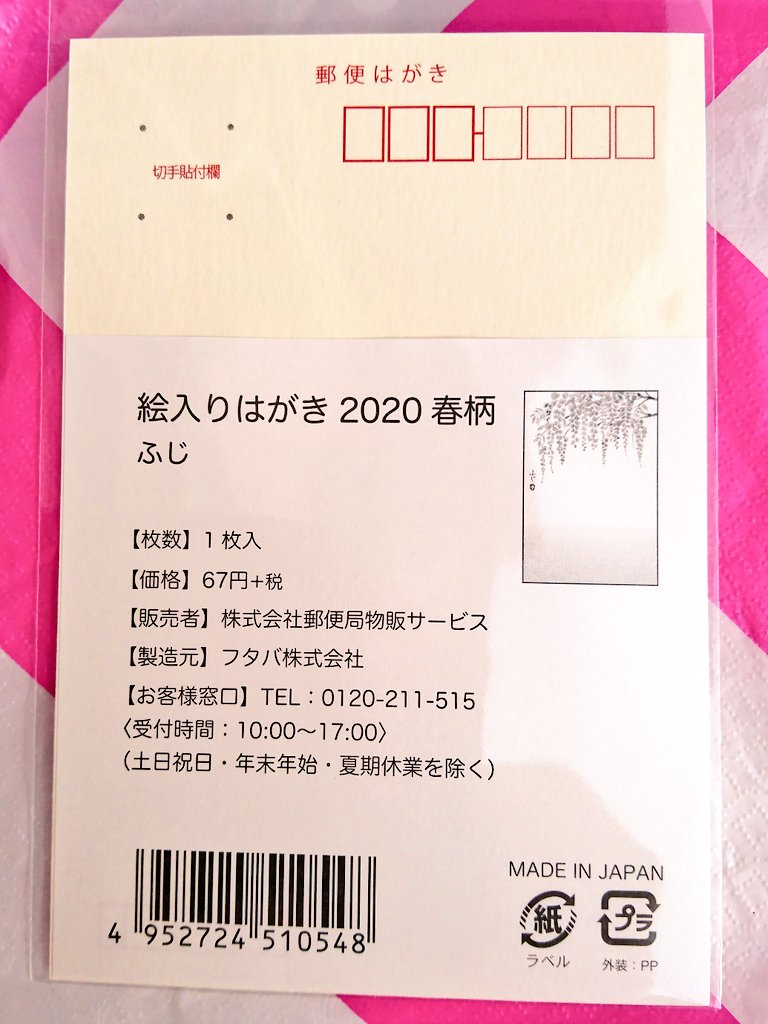 郵便はがき
切手貼付欄
絵入りはがき 2020 春柄
ふじ
【枚数】1 枚入
【価格】67円+税
【販売者】株式会社郵便局物販サービス
【製造元】フタバ株式会社
【お客様窓口】TEL:0120-211-515
〈受付時間:10:00～17:00〉
(土日祝日・年末年始・夏期休業を除く)
4 952724 510548
MADE IN JAPAN
紙
プラ
ラベル
外装:PP